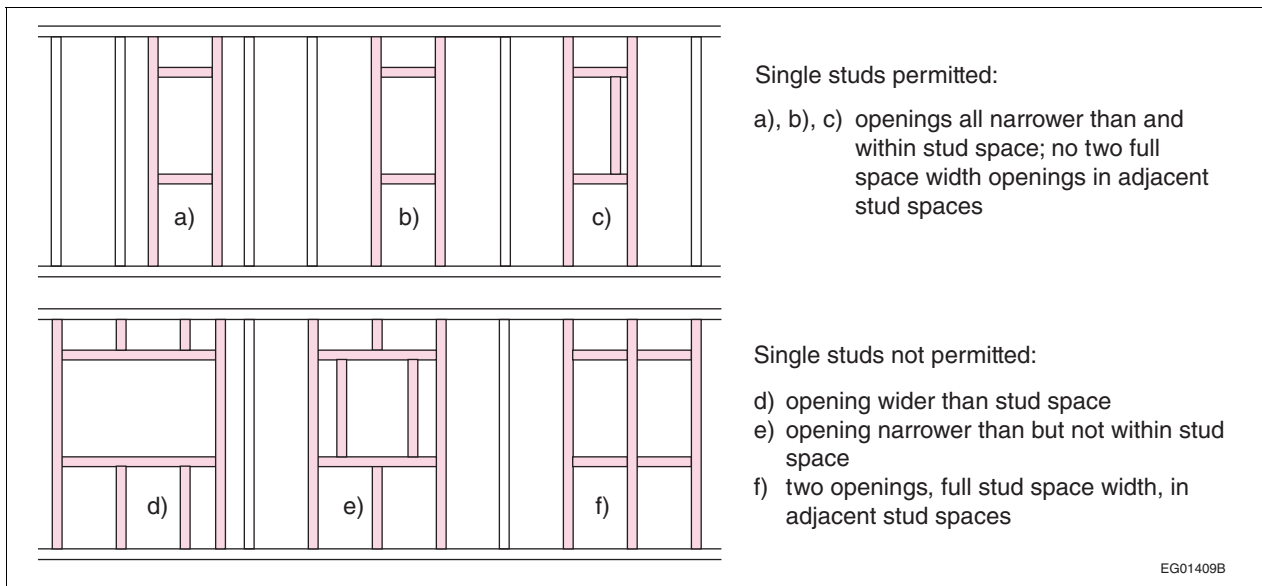 Single studs permitted:
a), b), c) openings all narrower than and
within stud space; no two full
space width openings in adjacent
stud spaces
a)
b)
c)
Single studs not permitted:
d) opening wider than stud space
e) opening narrower than but not within stud
space
f) two openings, full stud space width, in
adjacent stud spaces
d)
e)
f)
EG01409B